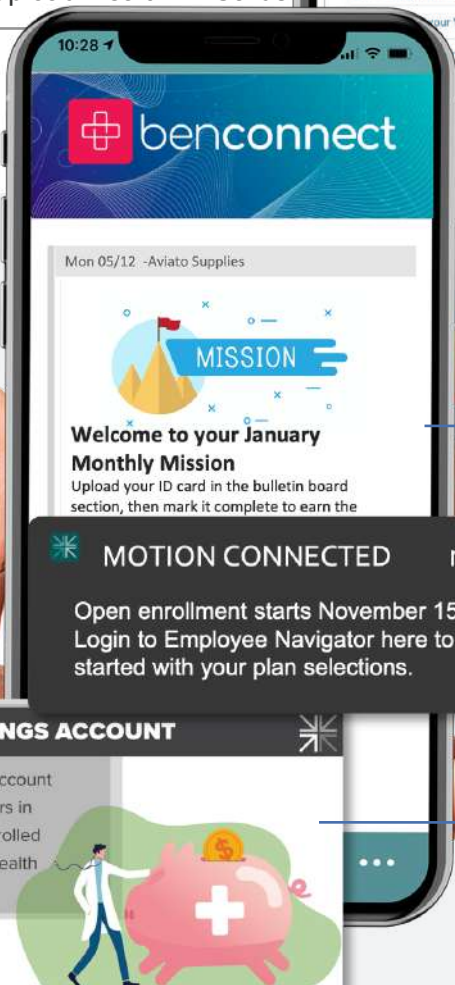 10:28
benconnect
Mon 05/12 -Aviato Supplies
MISSION
Welcome to your January
Monthly Mission
Upload your ID card in the bulletin board
section, then mark it complete to earn the
MOTION CONNECTED
Open enrollment starts November 15
Login to Employee Navigator here to
started with your plan selections.
NGS ACCOUNT
ccount
rs in
rolled
ealth